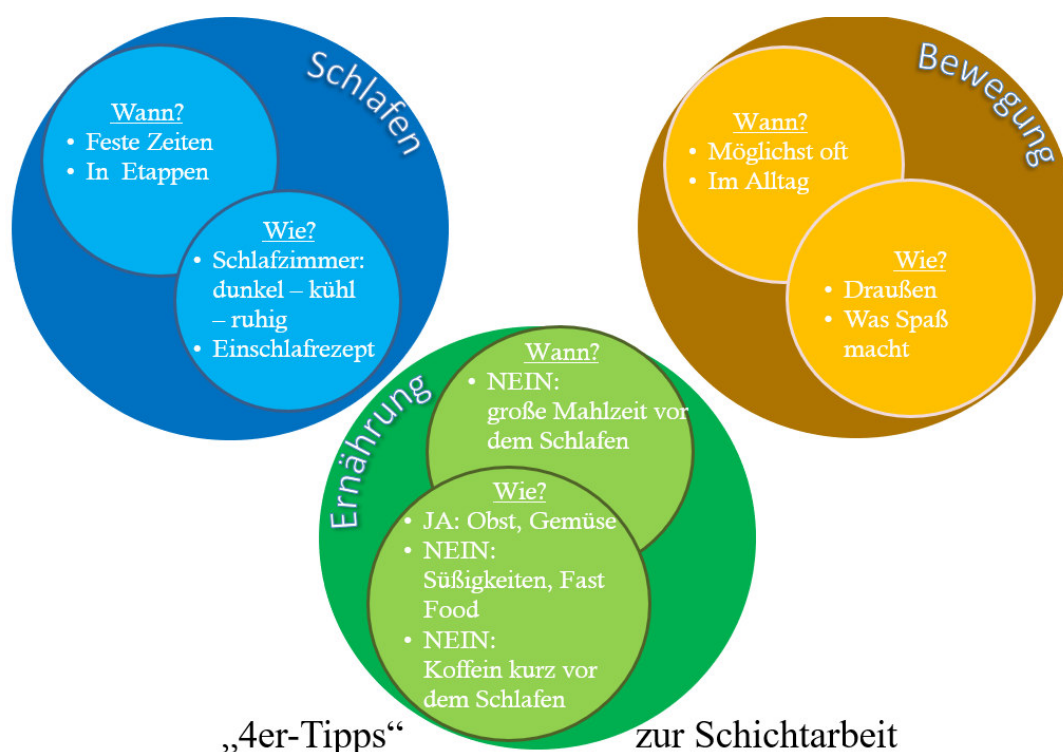 Schlafen
Wann?
• Feste Zeiten
• In Etappen
Wie?
• Schlafzimmer:
dunkel – kühl
– ruhig
• Einschlafrezept
Bewegung
Wann?
• Möglichst oft
• Im Alltag
Wie?
• Draußen
• Was Spaß
macht
Ernährung
Wann?
• NEIN:
große Mahlzeit vor
dem Schlafen
Wie?
• JA: Obst, Gemüse
• NEIN:
Süßigkeiten, Fast
Food
• NEIN:
Koffein kurz vor
dem Schlafen
„4er-Tipps“ zur Schichtarbeit